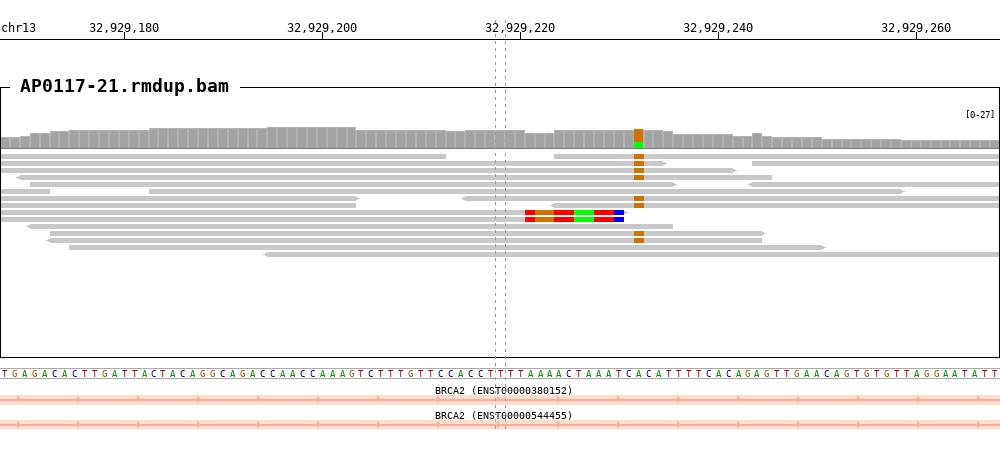 chr13 32,929,180 32,929,200 32,929,220 32,929,240 32,929,260
AP0117-21.rmdup.bam
[0-27]
TGAGACACTTGATTACTACAGGCAGACCAACCAAAGTCTTTGTTCCACCTTTTAAAACTAAATCACATTTTCACAGAGTTGAACAGTGTGTTAGGAATATT
BRCA2 (ENST00000380152)
BRCA2 (ENST00000544455)